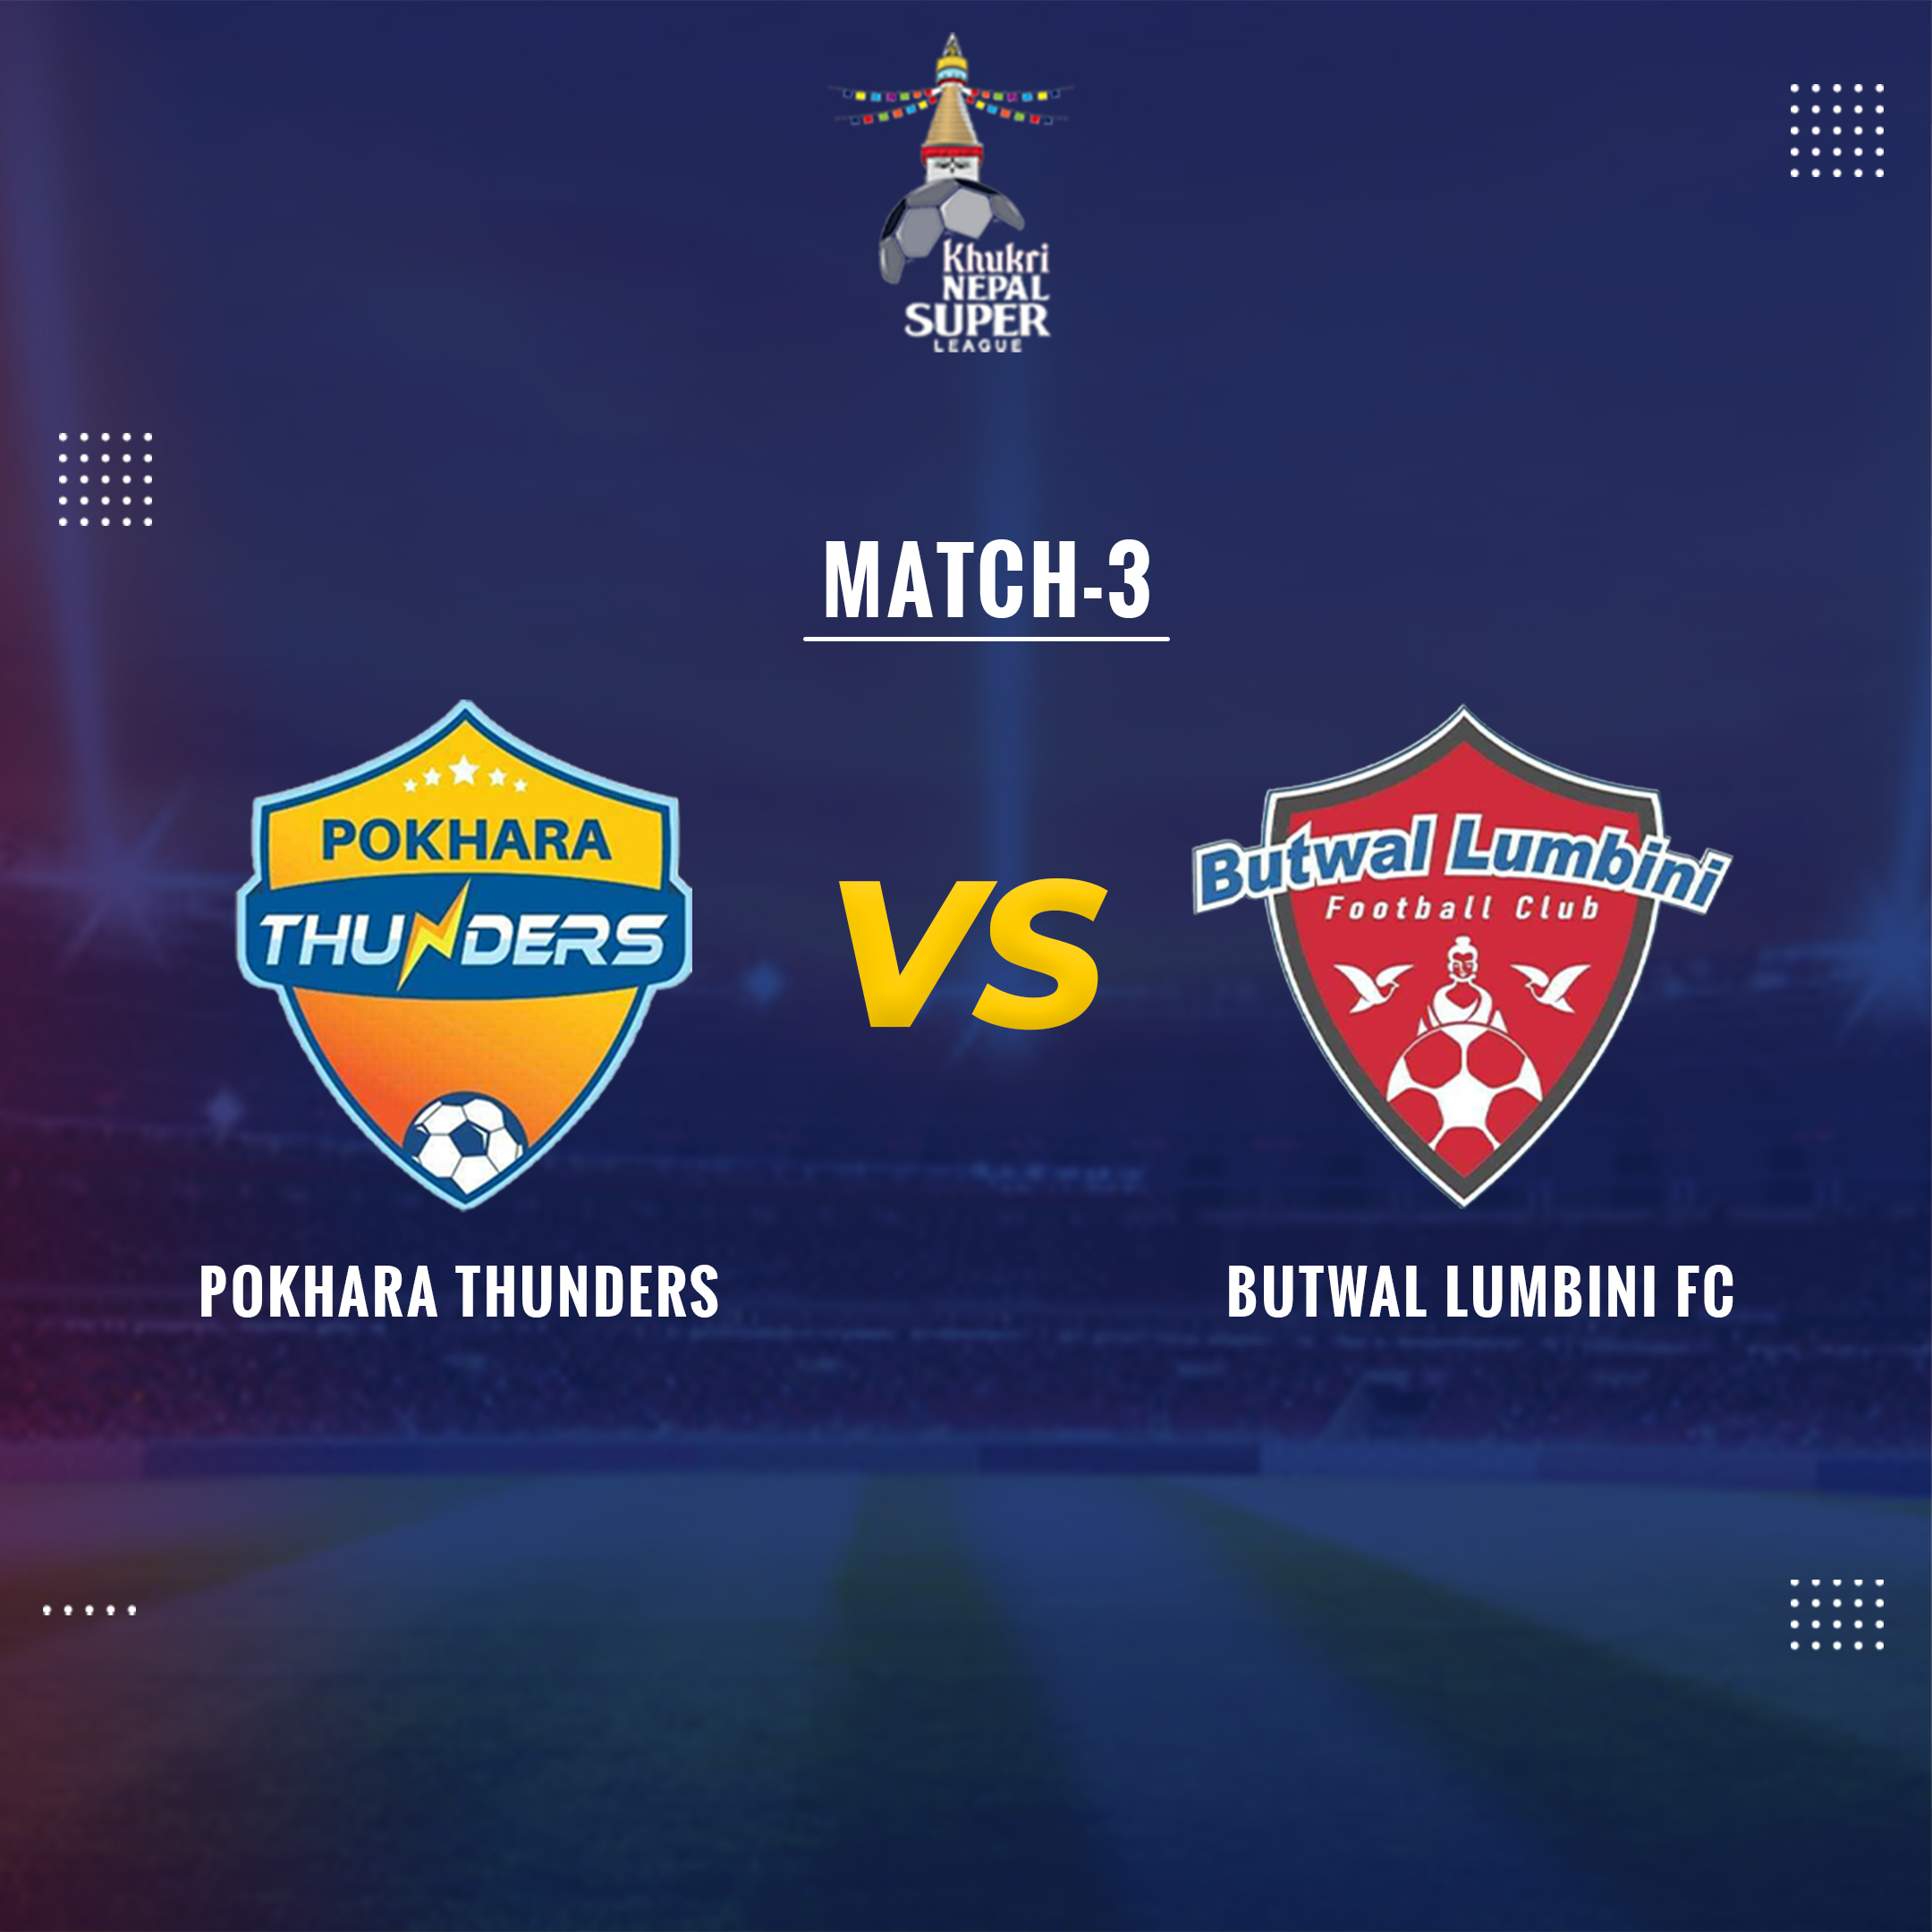 Khukri
NEPAL
SUPER
LEAGUE
MATCH-3
POKHARA
THUNDERS
VS
Butwal Lumbini
Football Club
POKHARA THUNDERS
BUTWAL LUMBINI FC